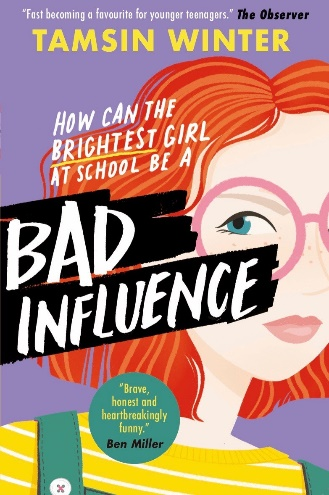 "Fast becoming a favourite for younger teenagers." The Observer
TAMSIN WINTER
HOW CAN THE
BRIGHTEST GIRL
AT SCHOOL BE A
BAD
INFLUENCE
"Brave,
honest and
heartbreakingly
funny."
Ben Miller